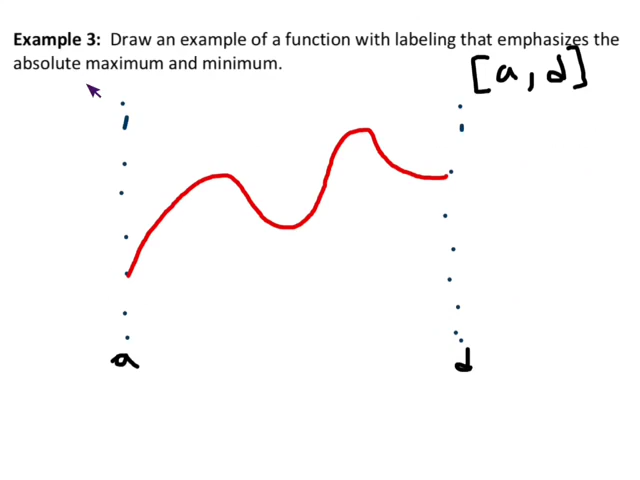 Example 3: Draw an example of a function with labeling that emphasizes the
absolute maximum and minimum.
[a, d]
a
d